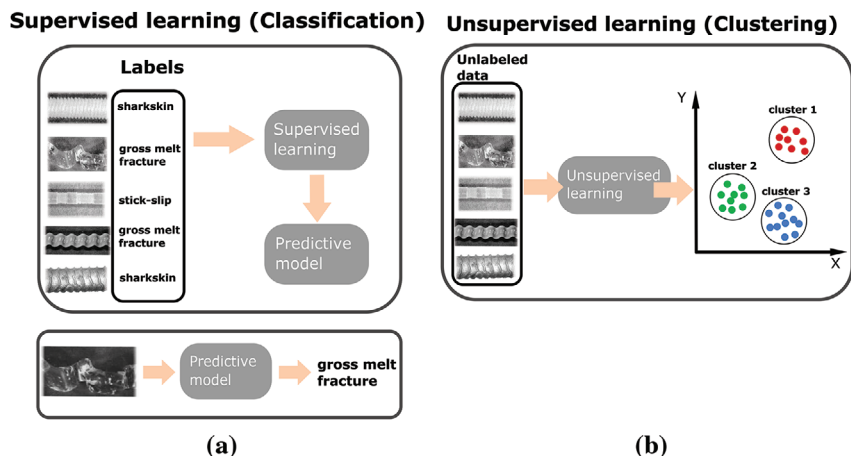 Supervised learning (Classification)
Labels
sharkskin
gross melt
fracture
stick-slip
gross melt
fracture
sharkskin
Supervised
learning
Predictive
model
Predictive
model
gross melt
fracture
(a)
Unsupervised learning (Clustering)
Unlabeled
data
Unsupervised
learning
Y
cluster 1
cluster 2
cluster 3
X
(b)